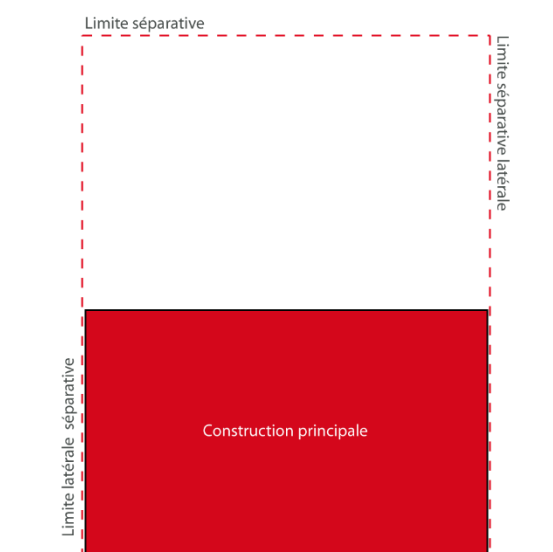 Limite séparative
Limite séparative latérale
Limite latérale séparative
Construction principale